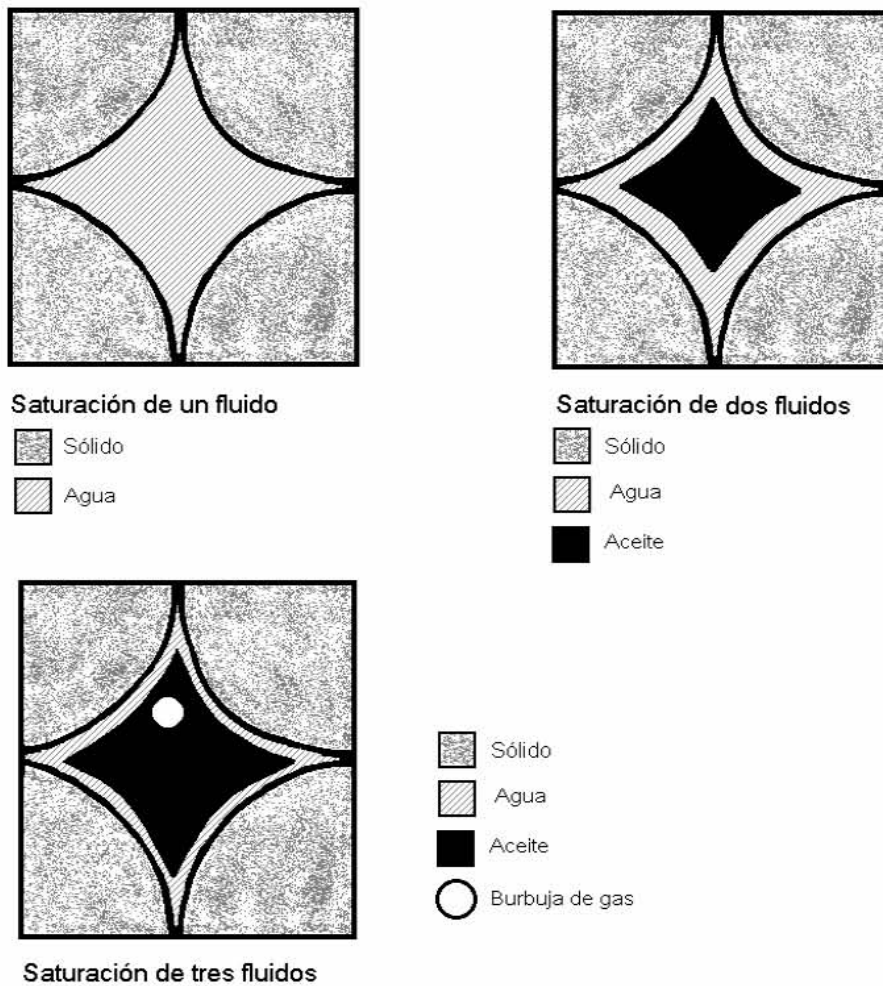 Saturación de un fluido
Sólido
Agua
Saturación de dos fluidos
Sólido
Agua
Aceite
Saturación de tres fluidos
Sólido
Agua
Aceite
Burbuja de gas